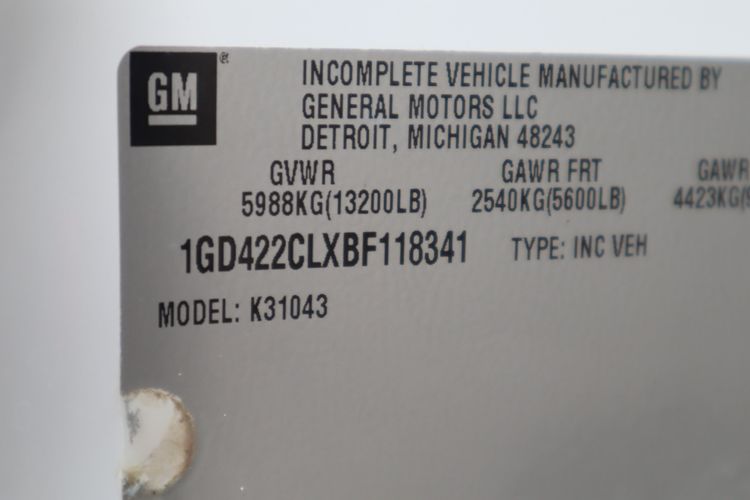 GM®
INCOMPLETE VEHICLE MANUFACTURED BY
GENERAL MOTORS LLC
DETROIT, MICHIGAN 48243
GVWR GAWR FRT GAWR
5988KG(13200LB) 2540KG(5600LB) 4423KG(9
1GD422CLXBF118341 TYPE: INC VEH
MODEL: K31043